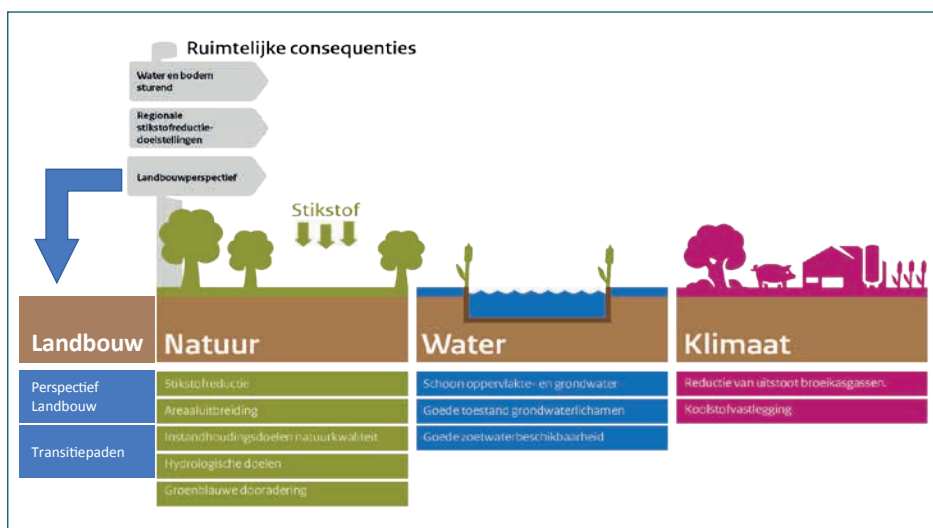 Ruimtelijke consequenties
Water en bodem
sturend
Regionale
stikstofreductie-
doelstellingen
Landbouwperspectief
Stikstof
Landbouw
Natuur
Water
Klimaat
Perspectief
Landbouw
Transitiepaden
Stikstofreductie
Areaaluitbreiding
Instandhoudingsdoelen natuurkwaliteit
Hydrologische doelen
Groenblauwe dooradering
Schoon oppervlakte- en grondwater
Goede toestand grondwaterlichamen
Goede zoetwaterbeschikbaarheid
Reductie van uitstoot broeikasgassen.
Koolstofvastlegging